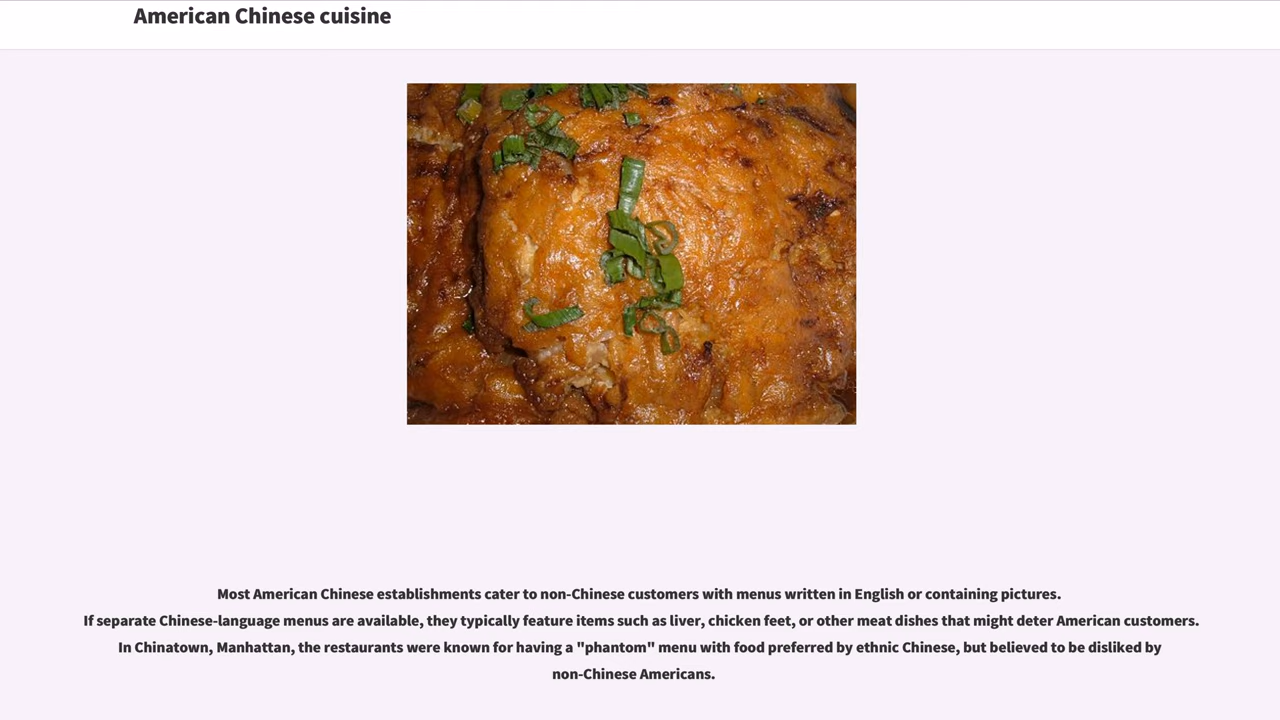 American Chinese cuisine
Most American Chinese establishments cater to non-Chinese customers with menus written in English or containing pictures.
If separate Chinese-language menus are available, they typically feature items such as liver, chicken feet, or other meat dishes that might deter American customers.
In Chinatown, Manhattan, the restaurants were known for having a "phantom" menu with food preferred by ethnic Chinese, but believed to be disliked by
non-Chinese Americans.